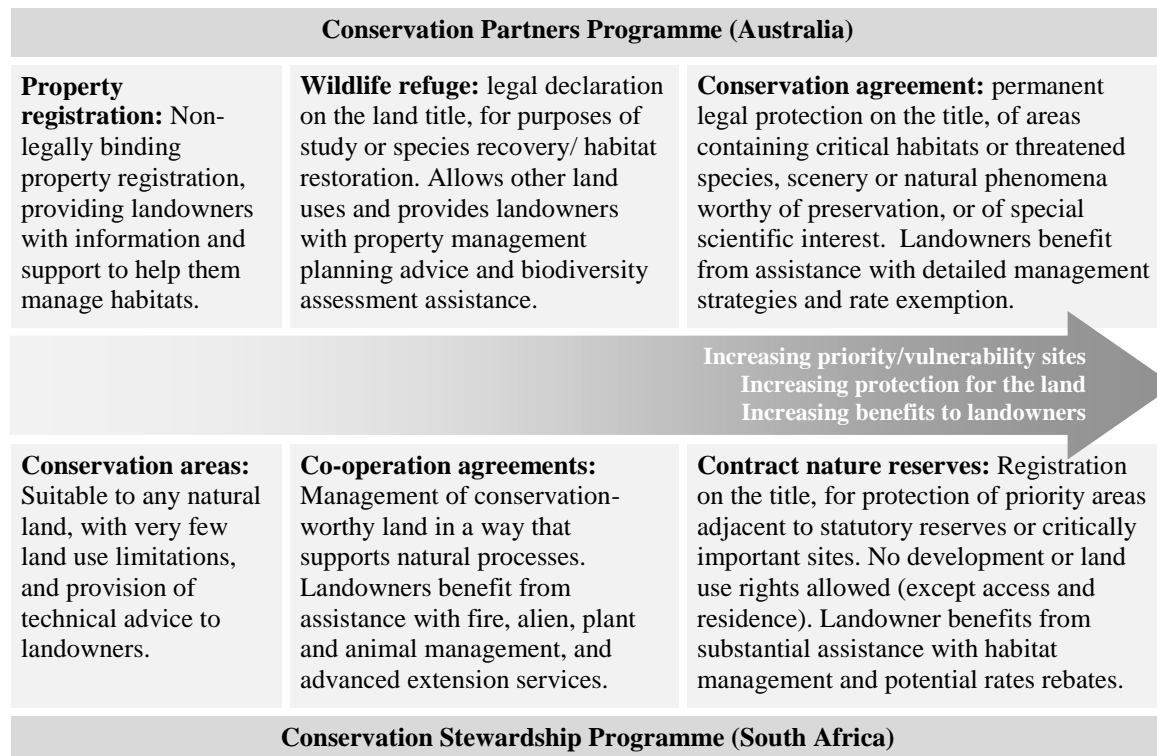 Conservation Partners Programme (Australia)
Property
registration: Non-
legally binding
property registration,
providing landowners
with information and
support to help them
manage habitats.
Wildlife refuge: legal declaration
on the land title, for purposes of
study or species recovery/ habitat
restoration. Allows other land
uses and provides landowners
with property management
planning advice and biodiversity
assessment assistance.
Conservation agreement: permanent
legal protection on the title, of areas
containing critical habitats or threatened
species, scenery or natural phenomena
worthy of preservation, or of special
scientific interest.  Landowners benefit
from assistance with detailed management
strategies and rate exemption.
Increasing priority/vulnerability sites
Increasing protection for the land
Increasing benefits to landowners
Conservation areas:
Suitable to any natural
land, with very few
land use limitations,
and provision of
technical advice to
landowners.
Co-operation agreements:
Management of conservation-
worthy land in a way that
supports natural processes.
Landowners benefit from
assistance with fire, alien, plant
and animal management, and
advanced extension services.
Contract nature reserves: Registration
on the title, for protection of priority areas
adjacent to statutory reserves or critically
important sites. No development or land
use rights allowed (except access and
residence). Landowner benefits from
substantial assistance with habitat
management and potential rates rebates.
Conservation Stewardship Programme (South Africa)